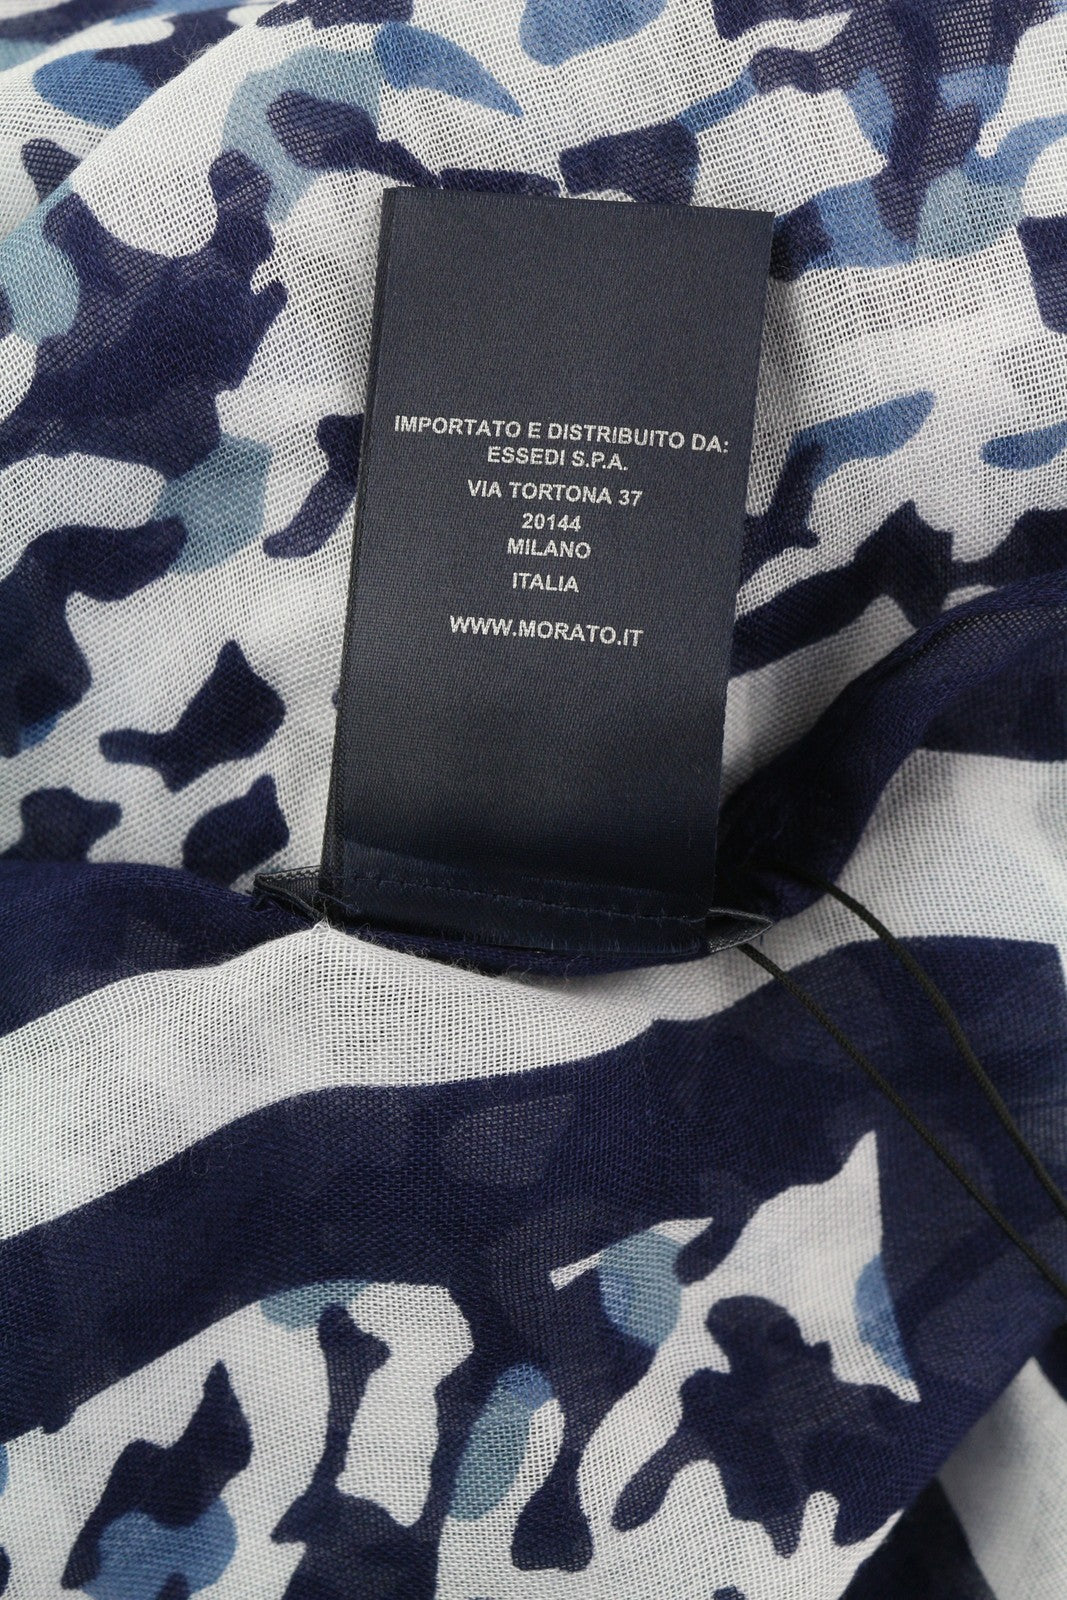 IMPORTATO E DISTRIBUITO DA:
ESSEDI S.P.A.
VIA TORTONA 37
20144
MILANO
ITALIA
WWW.MORATO.IT